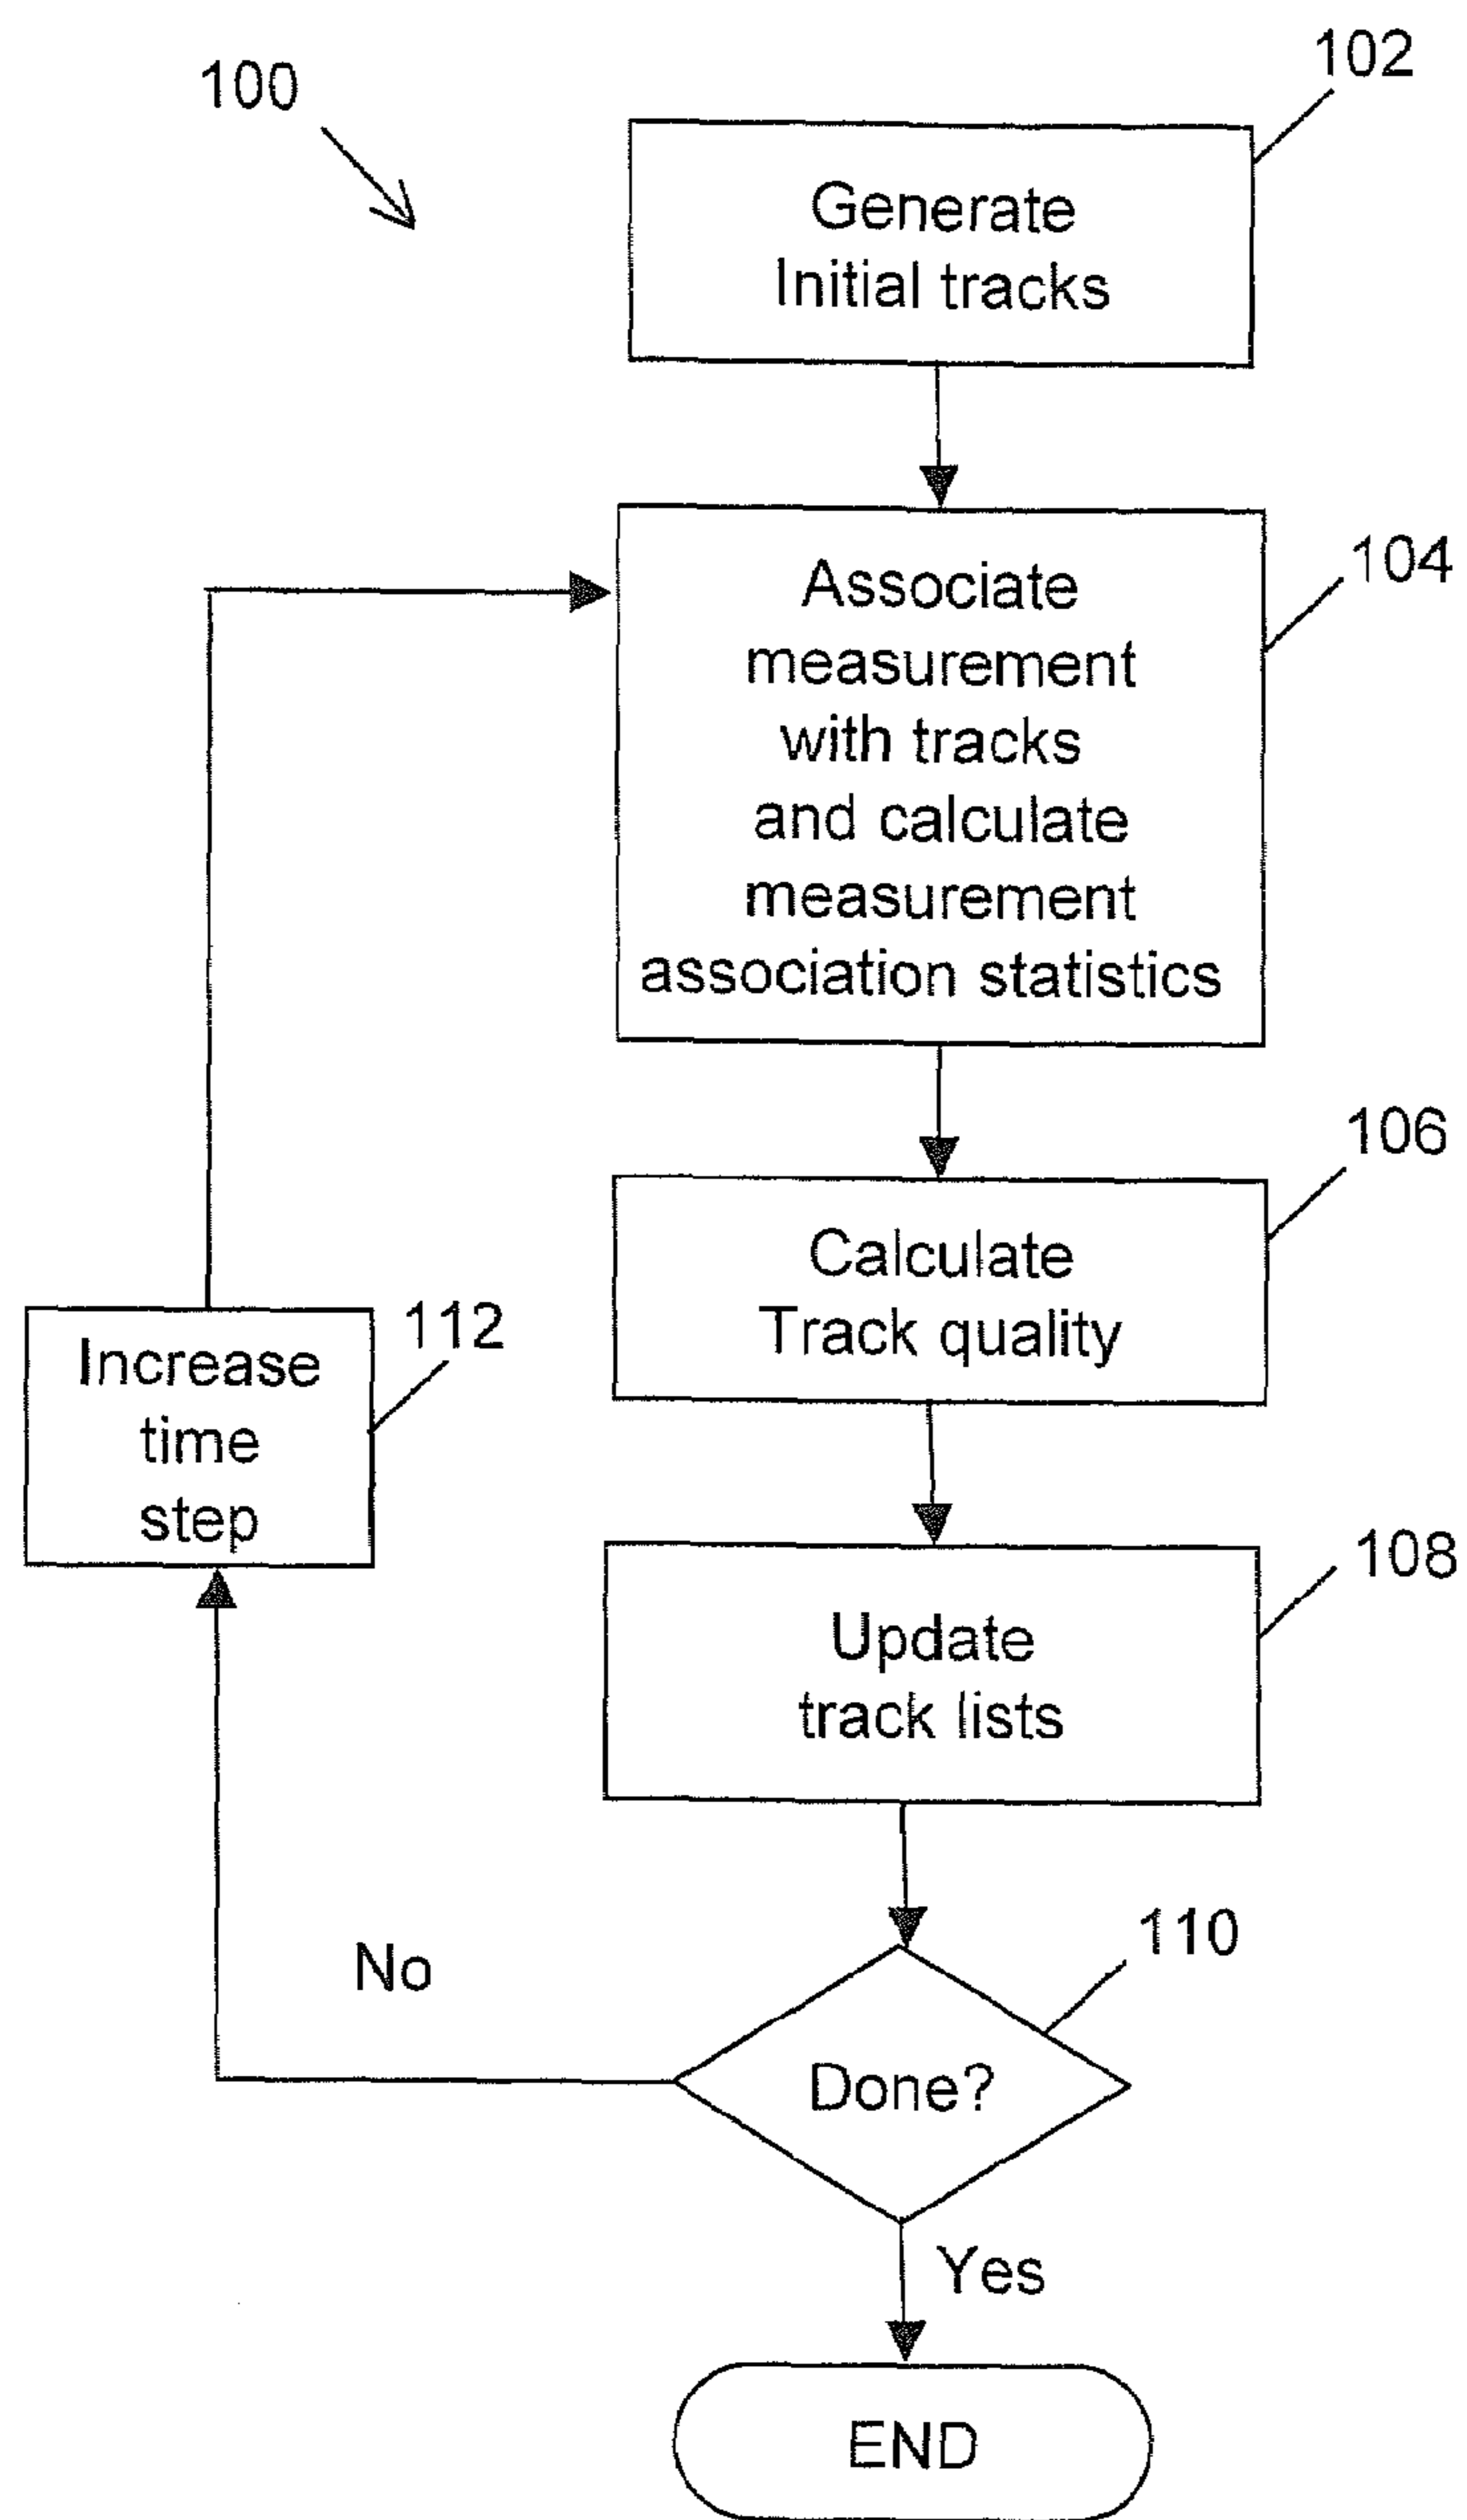 100
102
Generate
Initial tracks
104
Associate
measurement
with tracks
and calculate
measurement
association statistics
106
Calculate
Track quality
112
Increase
time
step
108
Update
track lists
110
No
Done?
Yes
END